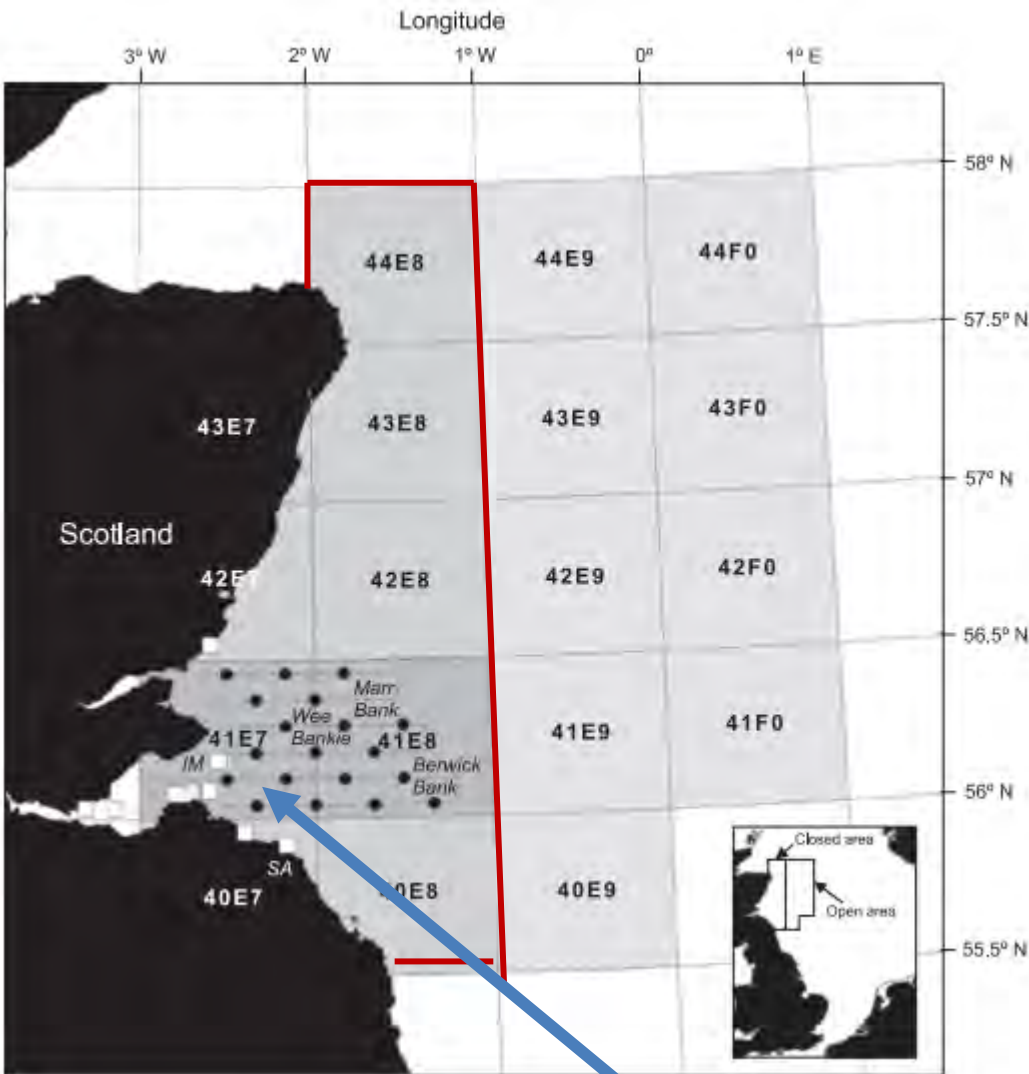 Longitude
3° W 2° W 1° W 0° 1° E
58° N
44E8 44E9 44F0
57.5° N
43E7 43E8 43E9 43F0
57° N
Scotland
42E8 42E9 42F0
56.5° N
Marr
Bank
Wee
Bankie
41E7 41E8 41E9 41F0
IM
Berwick
Bank
56° N
Closed area
SA
40E7 40E8 40E9
Open area
55.5° N